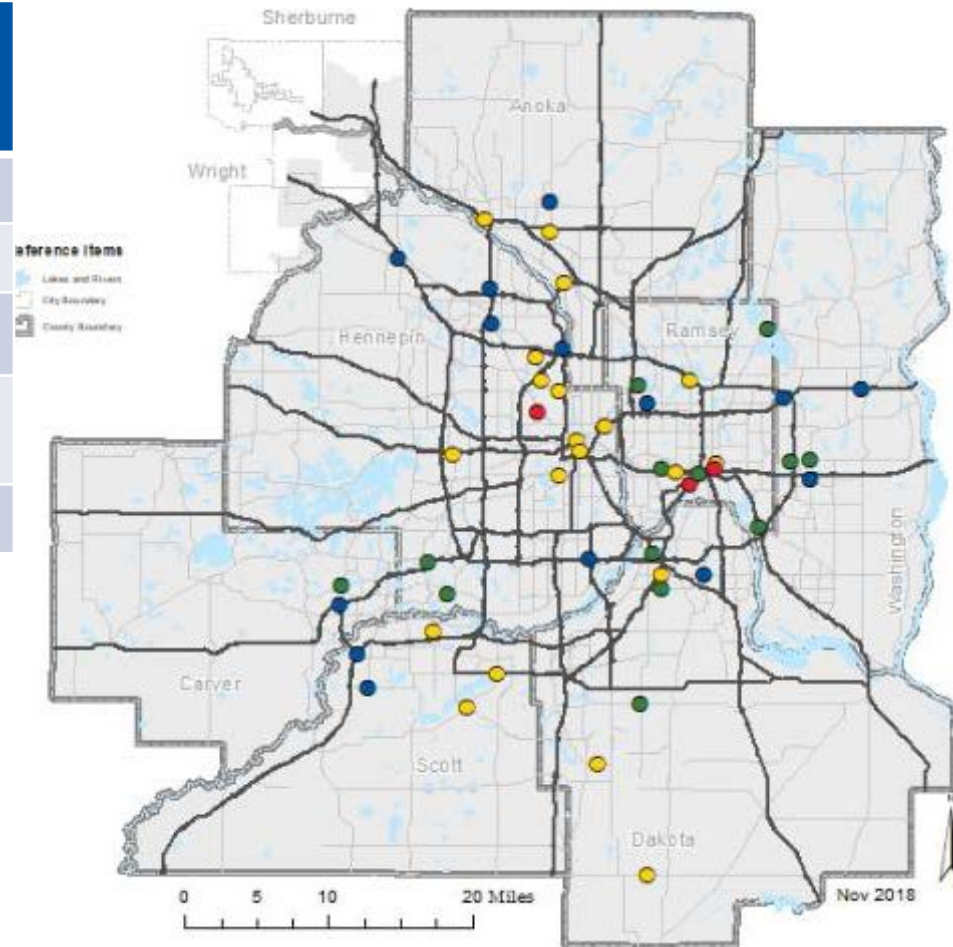 Sherburne
Anoka
Wright
eference Items
Lakes and Rivers
City Boundary
County Boundary
Hennepin
Ramsey
Washington
Carver
Scott
Dakota
0 5 10 20 Miles
Nov 2018